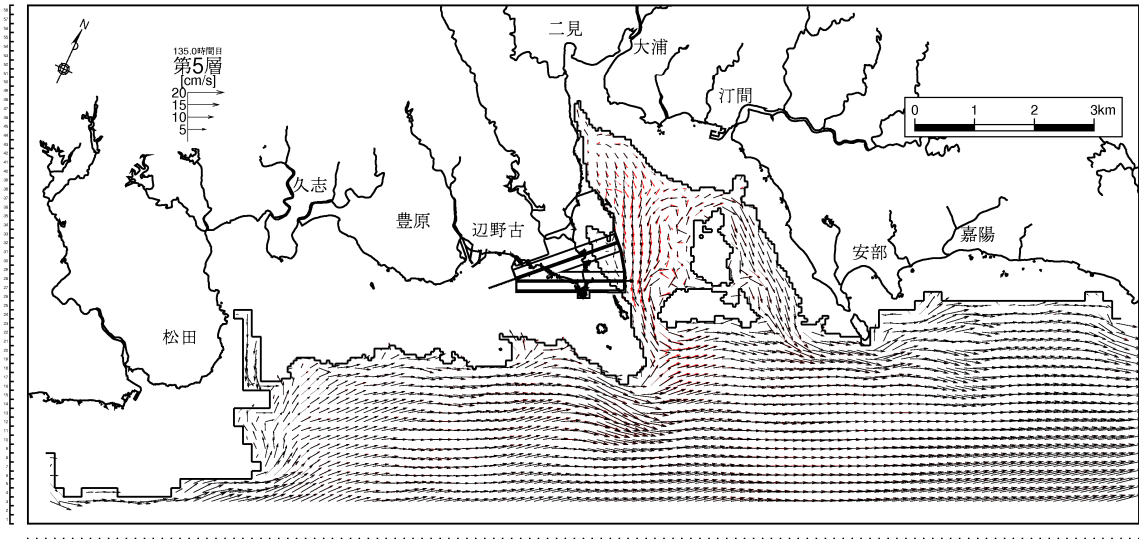 二見
大浦
N
135.0時間目
第5層
[cm/s]
20
15
10
5
汀間
0 1 2 3km
久志
豊原
辺野古
安部
嘉陽
松田